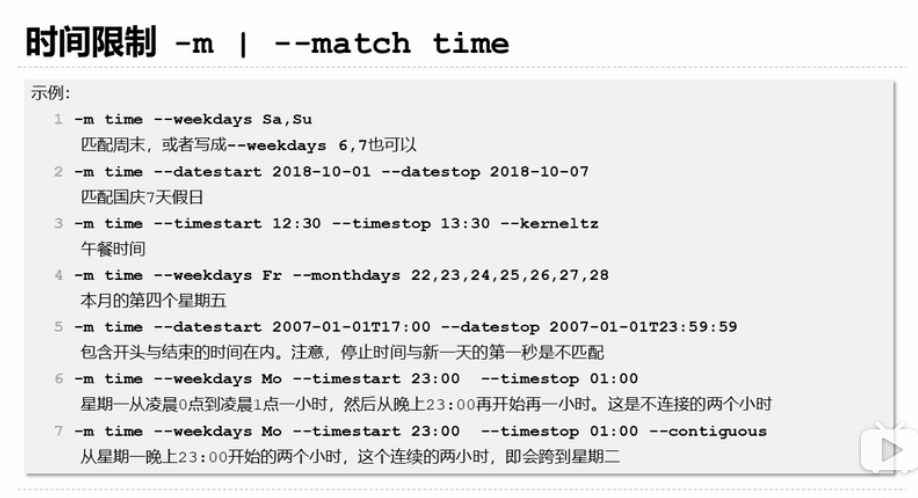 时间限制 -m | --match time
示例：
1 -m time --weekdays Sa,Su
匹配周末，或者写成--weekdays 6,7也可以
2 -m time --datestart 2018-10-01 --datestop 2018-10-07
匹配国庆7天假日
3 -m time --timestart 12:30 --timestop 13:30 --kerneltz
午餐时间
4 -m time --weekdays Fr --monthdays 22,23,24,25,26,27,28
本月的第四个星期五
5 -m time --datestart 2007-01-01T17:00 --datestop 2007-01-01T23:59:59
包含开头与结束的时间在内。注意，停止时间与新一天的第一秒是不匹配
6 -m time --weekdays Mo --timestart 23:00  --timestop 01:00
星期一从凌晨0点到凌晨1点一小时，然后从晚上23:00再开始再一小时。这是不连接的两个小时
7 -m time --weekdays Mo --timestart 23:00  --timestop 01:00 --contiguous
从星期一晚上23:00开始的两个小时，这个连续的两小时，即会跨到星期二